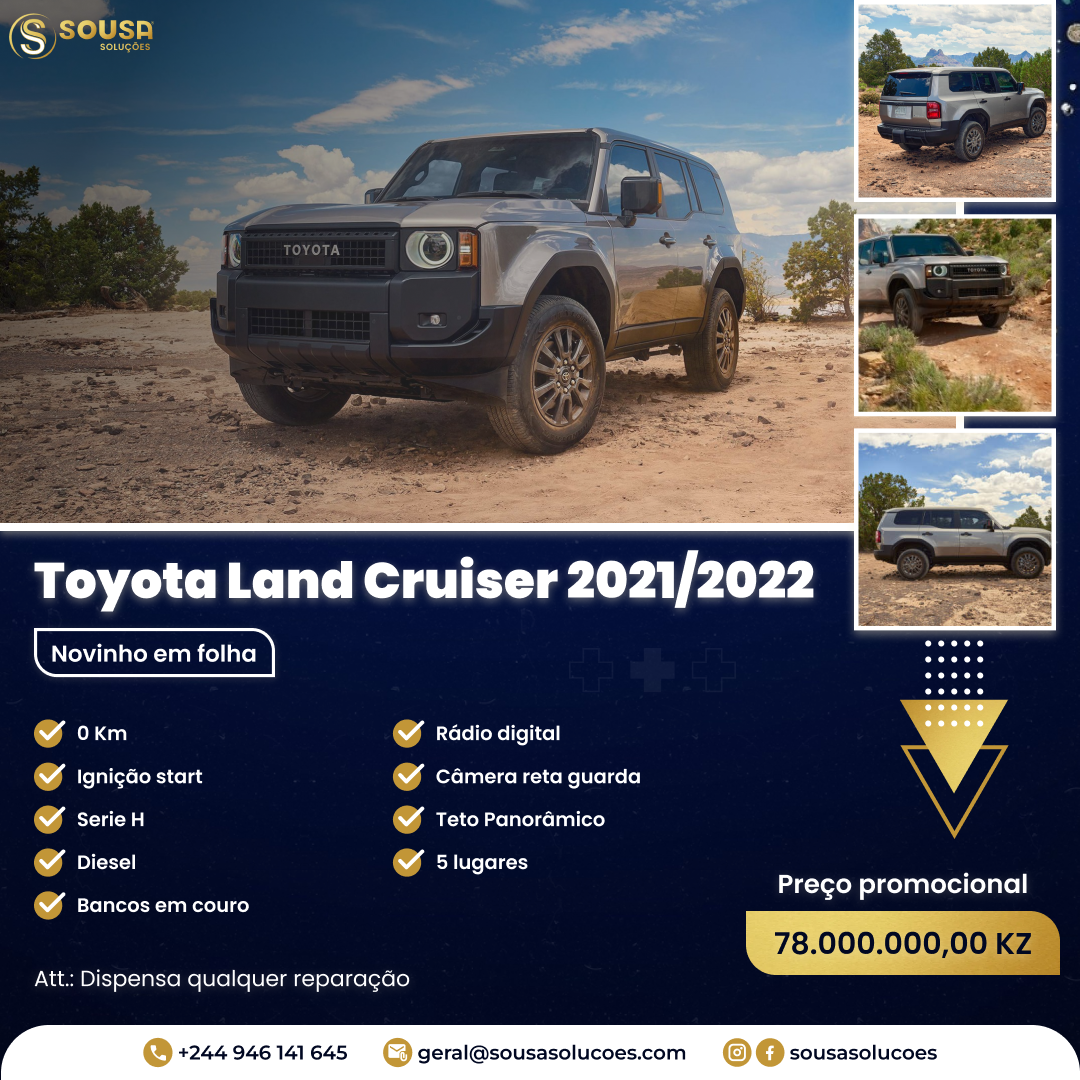 SOUSA
SOLUÇÕES
TOYOTA
TOYOTA
Toyota Land Cruiser 2021/2022
Novinho em folha
0 Km
Ignição start
Serie H
Diesel
Bancos em couro
Rádio digital
Câmera reta guarda
Teto Panorâmico
5 lugares
Att.: Dispensa qualquer reparação
Preço promocional
78.000.000,00 KZ
+244 946 141 645
geral@sousasolucoes.com
sousasolucoes